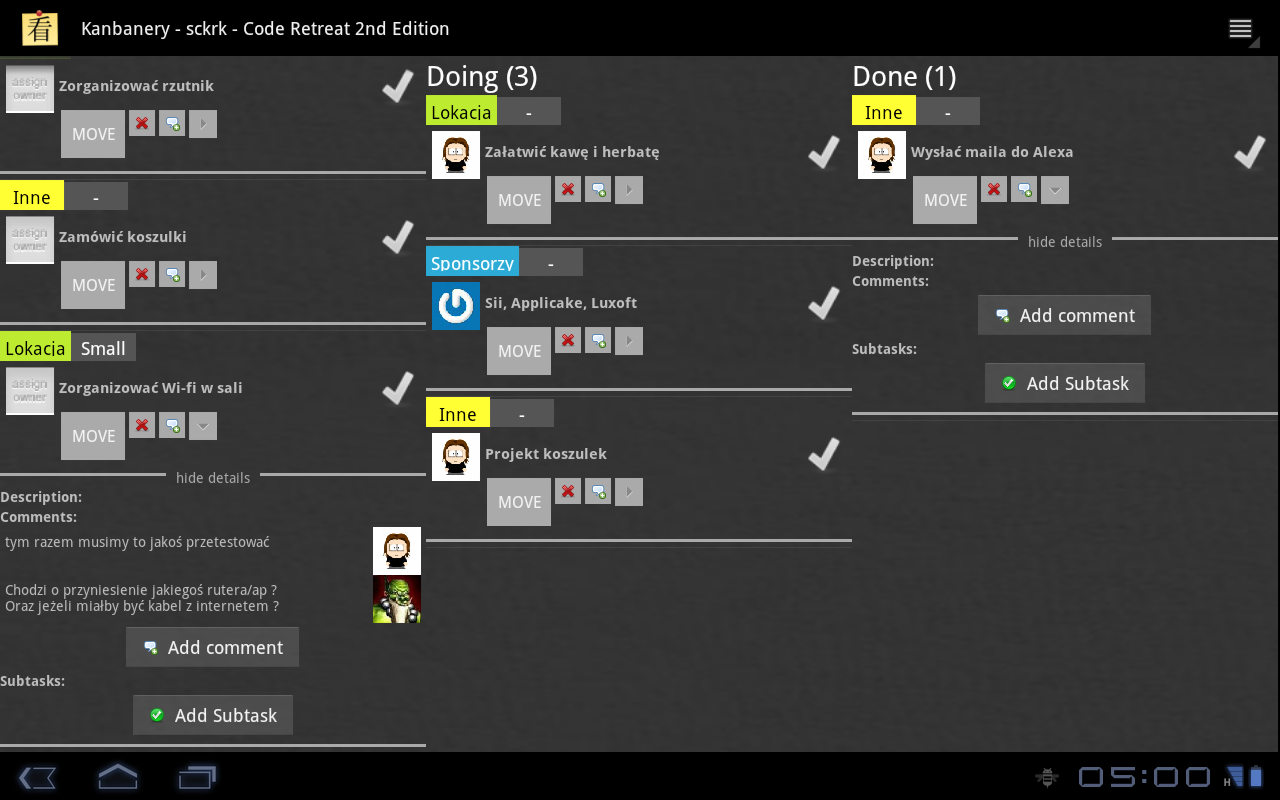 看
Kanbanery - sckrk - Code Retreat 2nd Edition
assign owner
Zorganizować rzutnik
MOVE
Inne
-
assign owner
Zamówić koszulki
MOVE
Lokacja
Small
assign owner
Zorganizować Wi-fi w sali
MOVE
hide details
Description:
Comments:
tym razem musimy to jakoś przetestować
Chodzi o przyniesienie jakiegoś rutera/ap ?
Oraz jeżeli miałby być kabel z internetem ?
Add comment
Subtasks:
Add Subtask
Doing (3)
Lokacja
-
Załatwić kawę i herbatę
MOVE
Sponsorzy
-
Sii, Applicake, Luxoft
MOVE
Inne
-
Projekt koszulek
MOVE
Done (1)
Inne
-
Wysłać maila do Alexa
MOVE
hide details
Description:
Comments:
Add comment
Subtasks:
Add Subtask
05:00
H